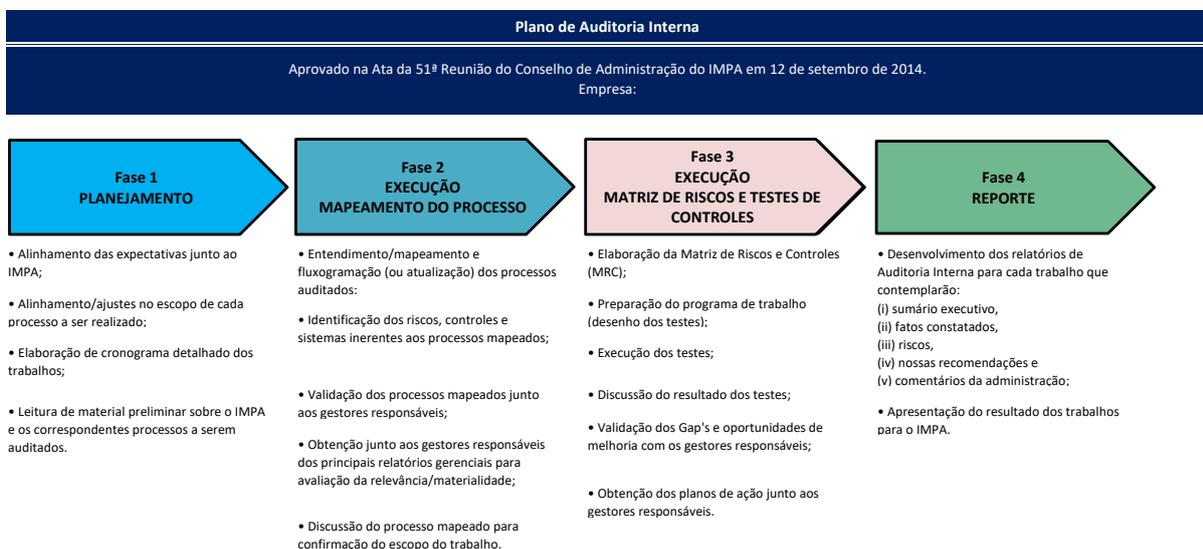 Plano de Auditoria Interna
Aprovado na Ata da 51ª Reunião do Conselho de Administração do IMPA em 12 de setembro de 2014.
Empresa:
Fase 1
PLANEJAMENTO
• Alinhamento das expectativas junto ao
IMPA;
• Alinhamento/ajustes no escopo de cada
processo a ser realizado;
• Elaboração de cronograma detalhado dos
trabalhos;
• Leitura de material preliminar sobre o IMPA
e os correspondentes processos a serem
auditados.
Fase 2
EXECUÇÃO
MAPEAMENTO DO PROCESSO
• Entendimento/mapeamento e
fluxogramação (ou atualização) dos processos
auditados:
• Identificação dos riscos, controles e
sistemas inerentes aos processos mapeados;
• Validação dos processos mapeados junto
aos gestores responsáveis;
• Obtenção junto aos gestores responsáveis
dos principais relatórios gerenciais para
avaliação da relevância/materialidade;
• Discussão do processo mapeado para
confirmação do escopo do trabalho.
Fase 3
EXECUÇÃO
MATRIZ DE RISCOS E TESTES DE
CONTROLES
• Elaboração da Matriz de Riscos e Controles
(MRC);
• Preparação do programa de trabalho
(desenho dos testes);
• Execução dos testes;
• Discussão do resultado dos testes;
• Validação dos Gap's e oportunidades de
melhoria com os gestores responsáveis;
• Obtenção dos planos de ação junto aos
gestores responsáveis.
Fase 4
REPORTE
• Desenvolvimento dos relatórios de
Auditoria Interna para cada trabalho que
contemplarão:
(i) sumário executivo,
(ii) fatos constatados,
(iii) riscos,
(iv) nossas recomendações e
(v) comentários da administração;
• Apresentação do resultado dos trabalhos
para o IMPA.